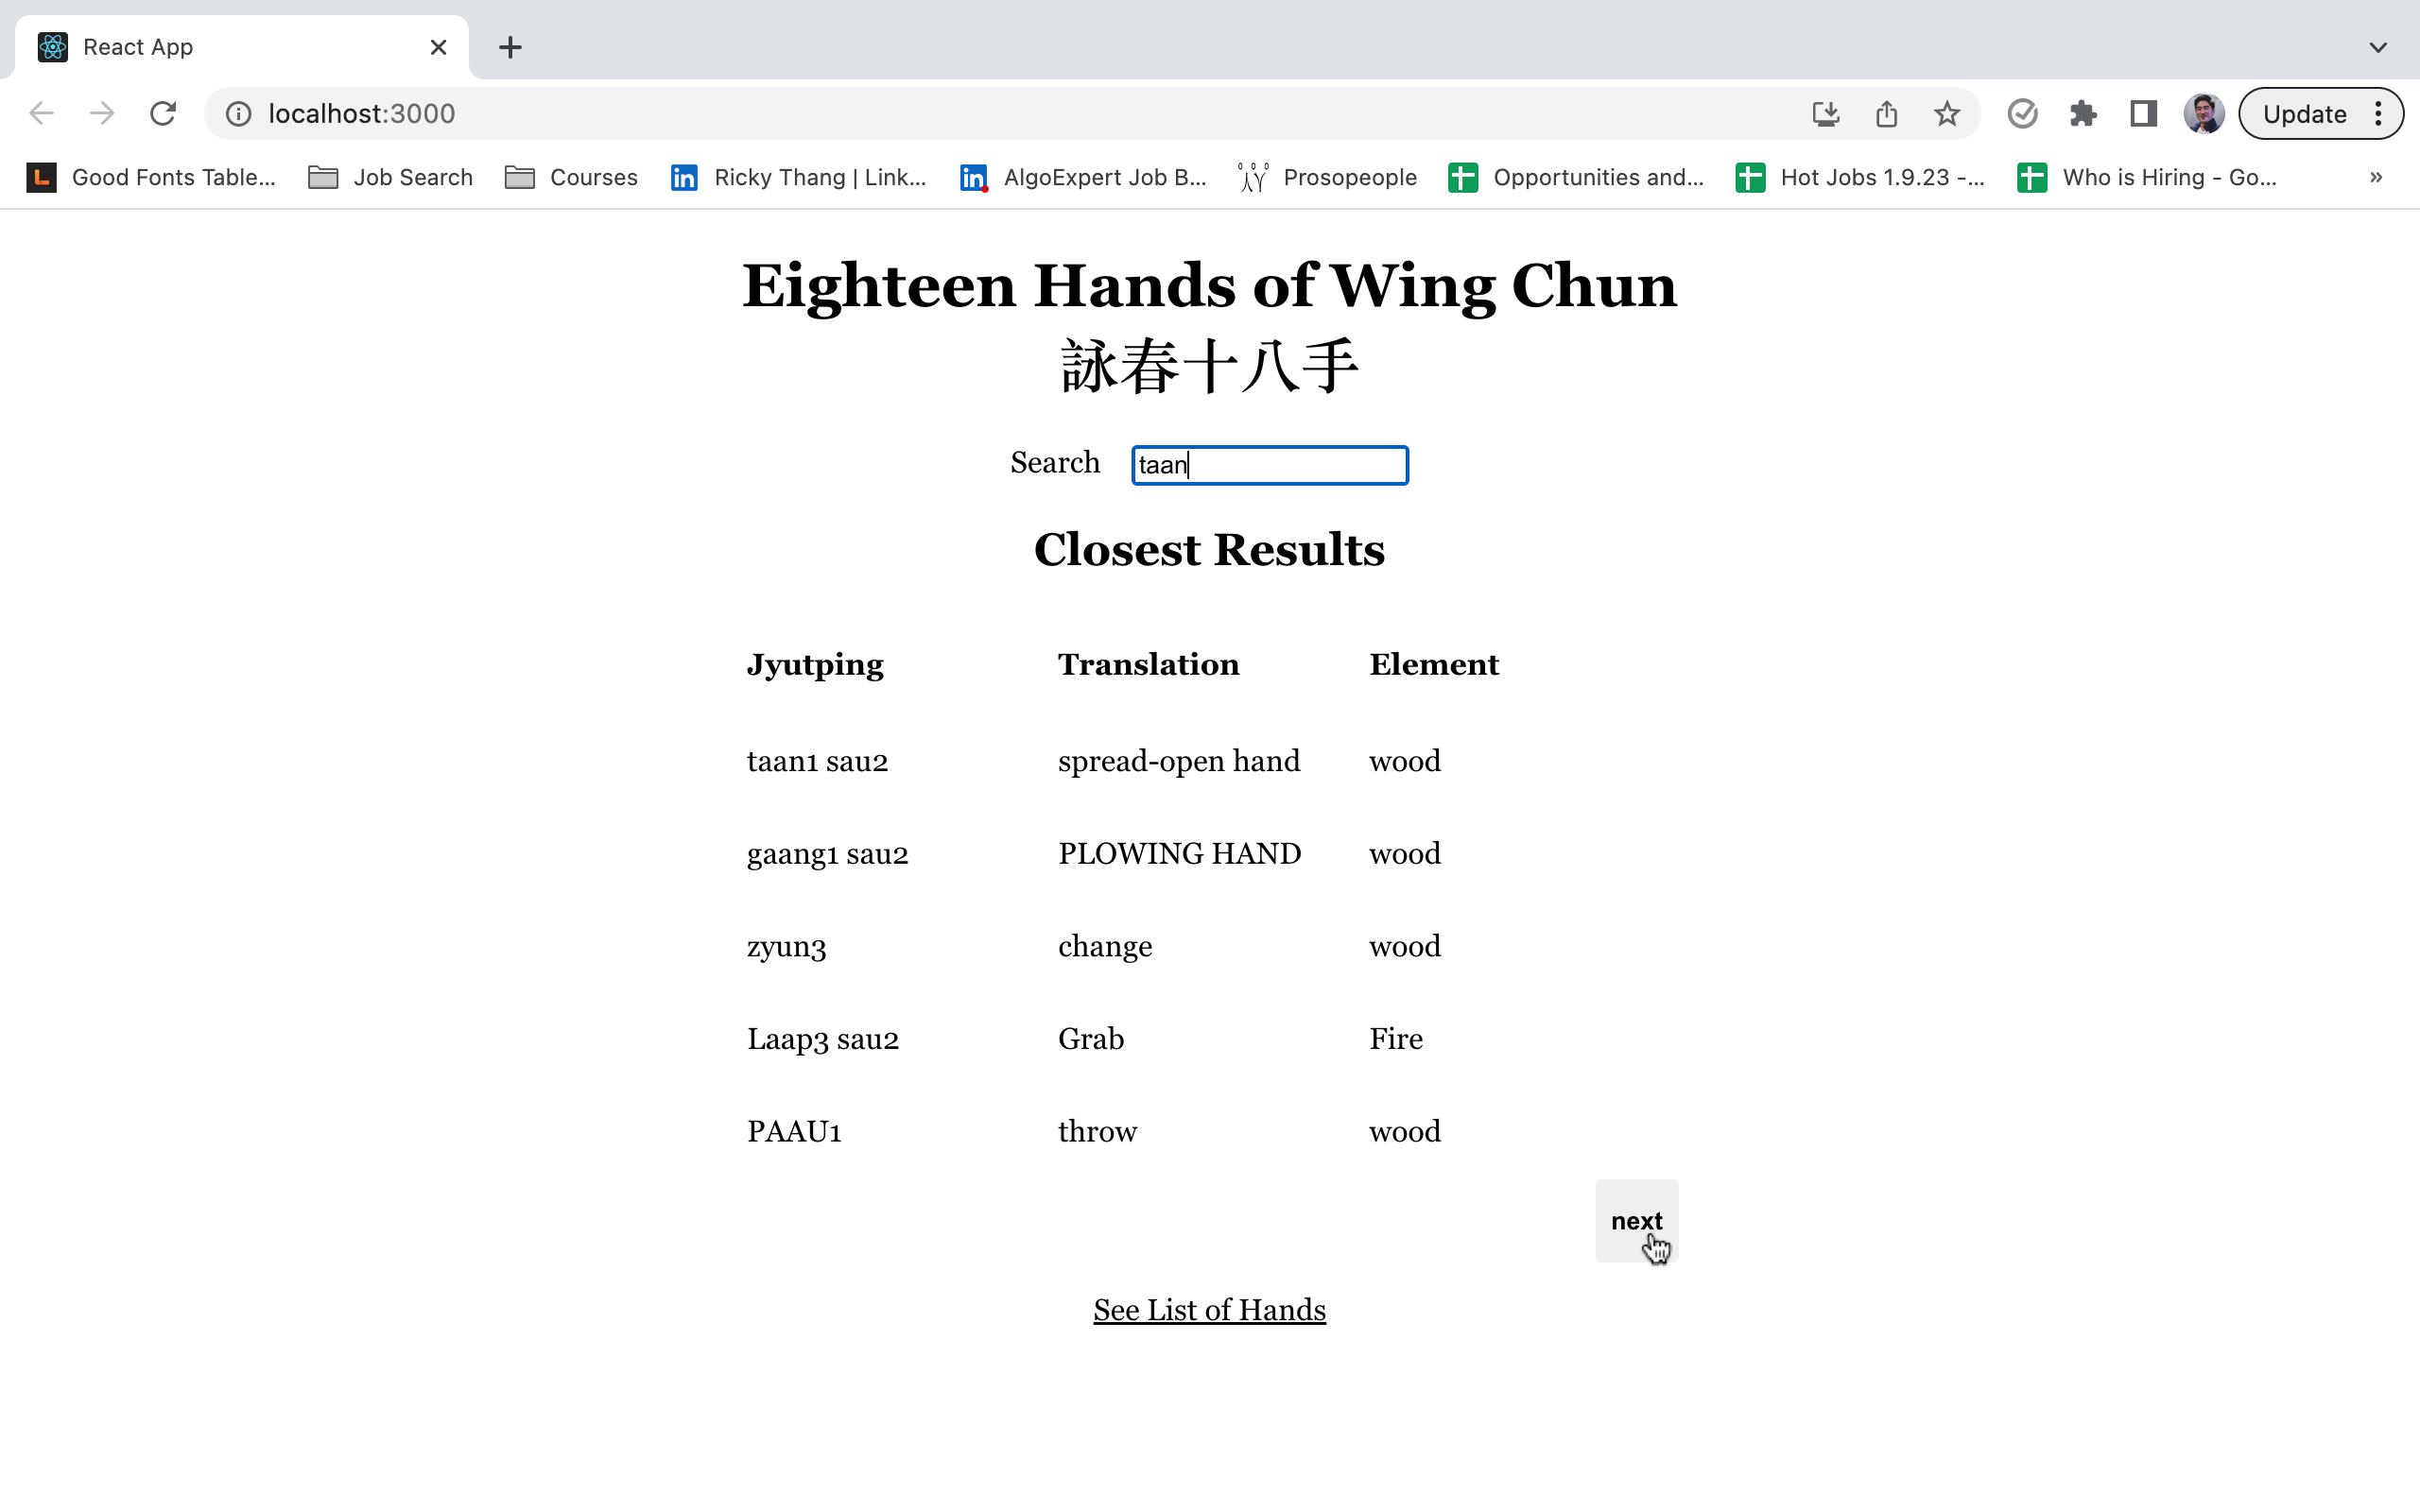 React App
localhost:3000
Update
Good Fonts Table...
Job Search
Courses
Ricky Thang | Link...
AlgoExpert Job B...
Prosopeople
Opportunities and...
Hot Jobs 1.9.23 -...
Who is Hiring - Go...
»
Eighteen Hands of Wing Chun
詠春十八手
Search taan
Closest Results
Jyutping Translation Element
taan1 sau2 spread-open hand wood
gaang1 sau2 PLOWING HAND wood
zyun3 change wood
Laap3 sau2 Grab Fire
PAAU1 throw wood
next
See List of Hands